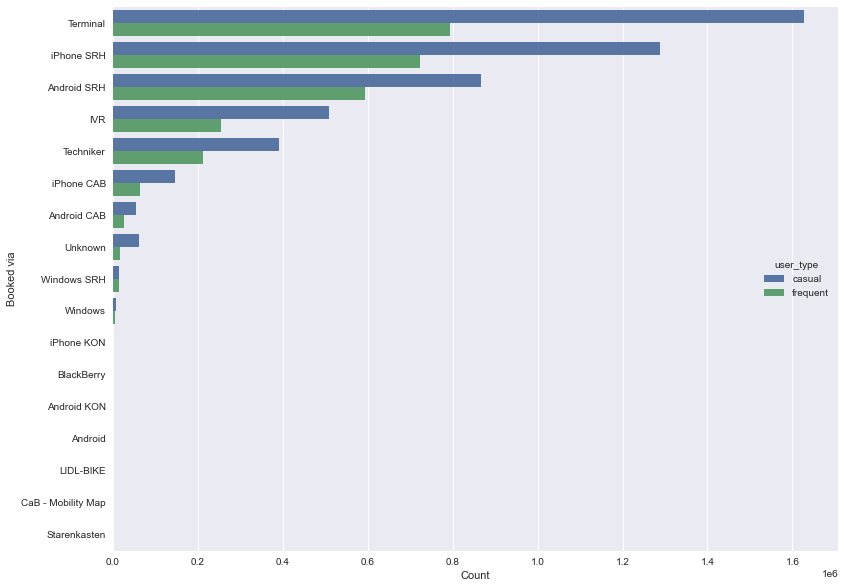 Terminal
iPhone SRH
Android SRH
IVR
Techniker
iPhone CAB
Android CAB
Unknown
Windows SRH
Windows
iPhone KON
BlackBerry
Android KON
Android
LIDL-BIKE
CaB - Mobility Map
Starenkasten
Booked via
user_type
casual
frequent
0.0 0.2 0.4 0.6 0.8 1.0 1.2 1.4 1.6
1e6
Count